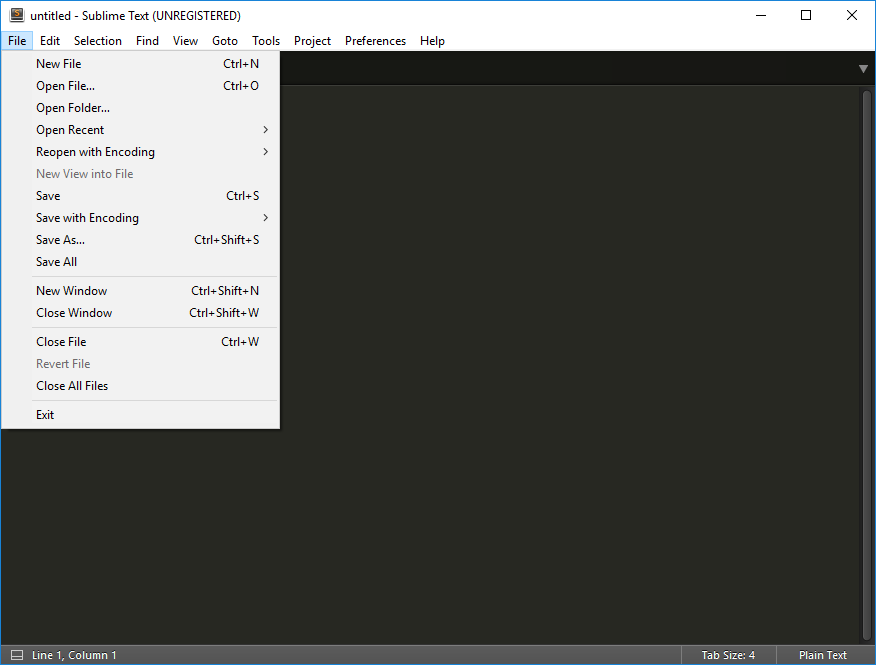 untitled - Sublime Text (UNREGISTERED)
File Edit Selection Find View Goto Tools Project Preferences Help
New File Ctrl+N
Open File... Ctrl+O
Open Folder...
Open Recent
Reopen with Encoding
New View into File
Save Ctrl+S
Save with Encoding
Save As... Ctrl+Shift+S
Save All
New Window Ctrl+Shift+N
Close Window Ctrl+Shift+W
Close File Ctrl+W
Revert File
Close All Files
Exit
Line 1, Column 1 Tab Size: 4 Plain Text